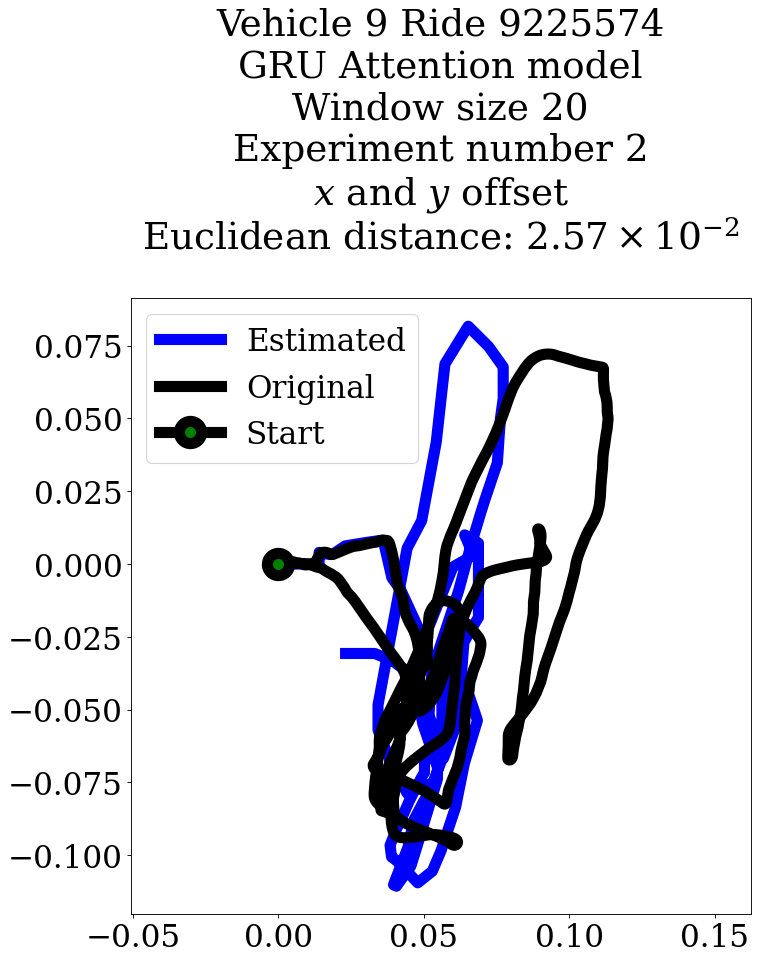 Vehicle 9 Ride 9225574
GRU Attention model
Window size 20
Experiment number 2
x and y offset
Euclidean distance: 2.57 × 10⁻²
Estimated
Original
Start
0.075
0.050
0.025
0.000
−0.025
−0.050
−0.075
−0.100
−0.05 0.00 0.05 0.10 0.15